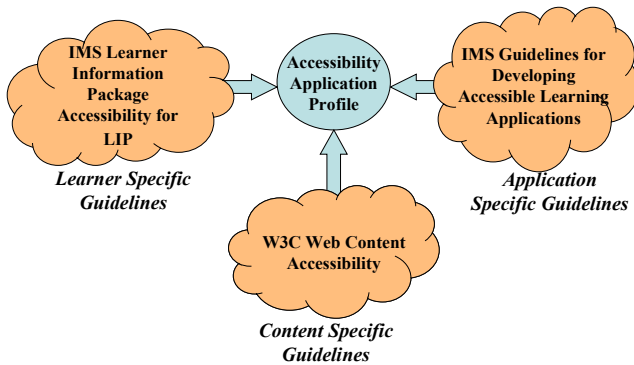 IMS Learner
Information
Package
Accessibility for
LIP
Learner Specific
Guidelines
Accessibility
Application
Profile
IMS Guidelines for
Developing
Accessible Learning
Applications
Application
Specific Guidelines
W3C Web Content
Accessibility
Content Specific
Guidelines